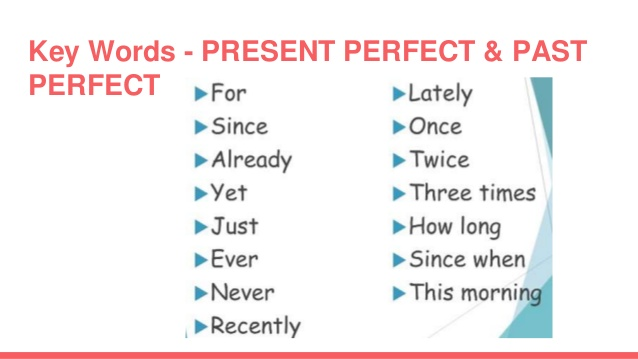 Key Words - PRESENT PERFECT & PAST
PERFECT
For
Since
Already
Yet
Just
Ever
Never
Recently
Lately
Once
Twice
Three times
How long
Since when
This morning